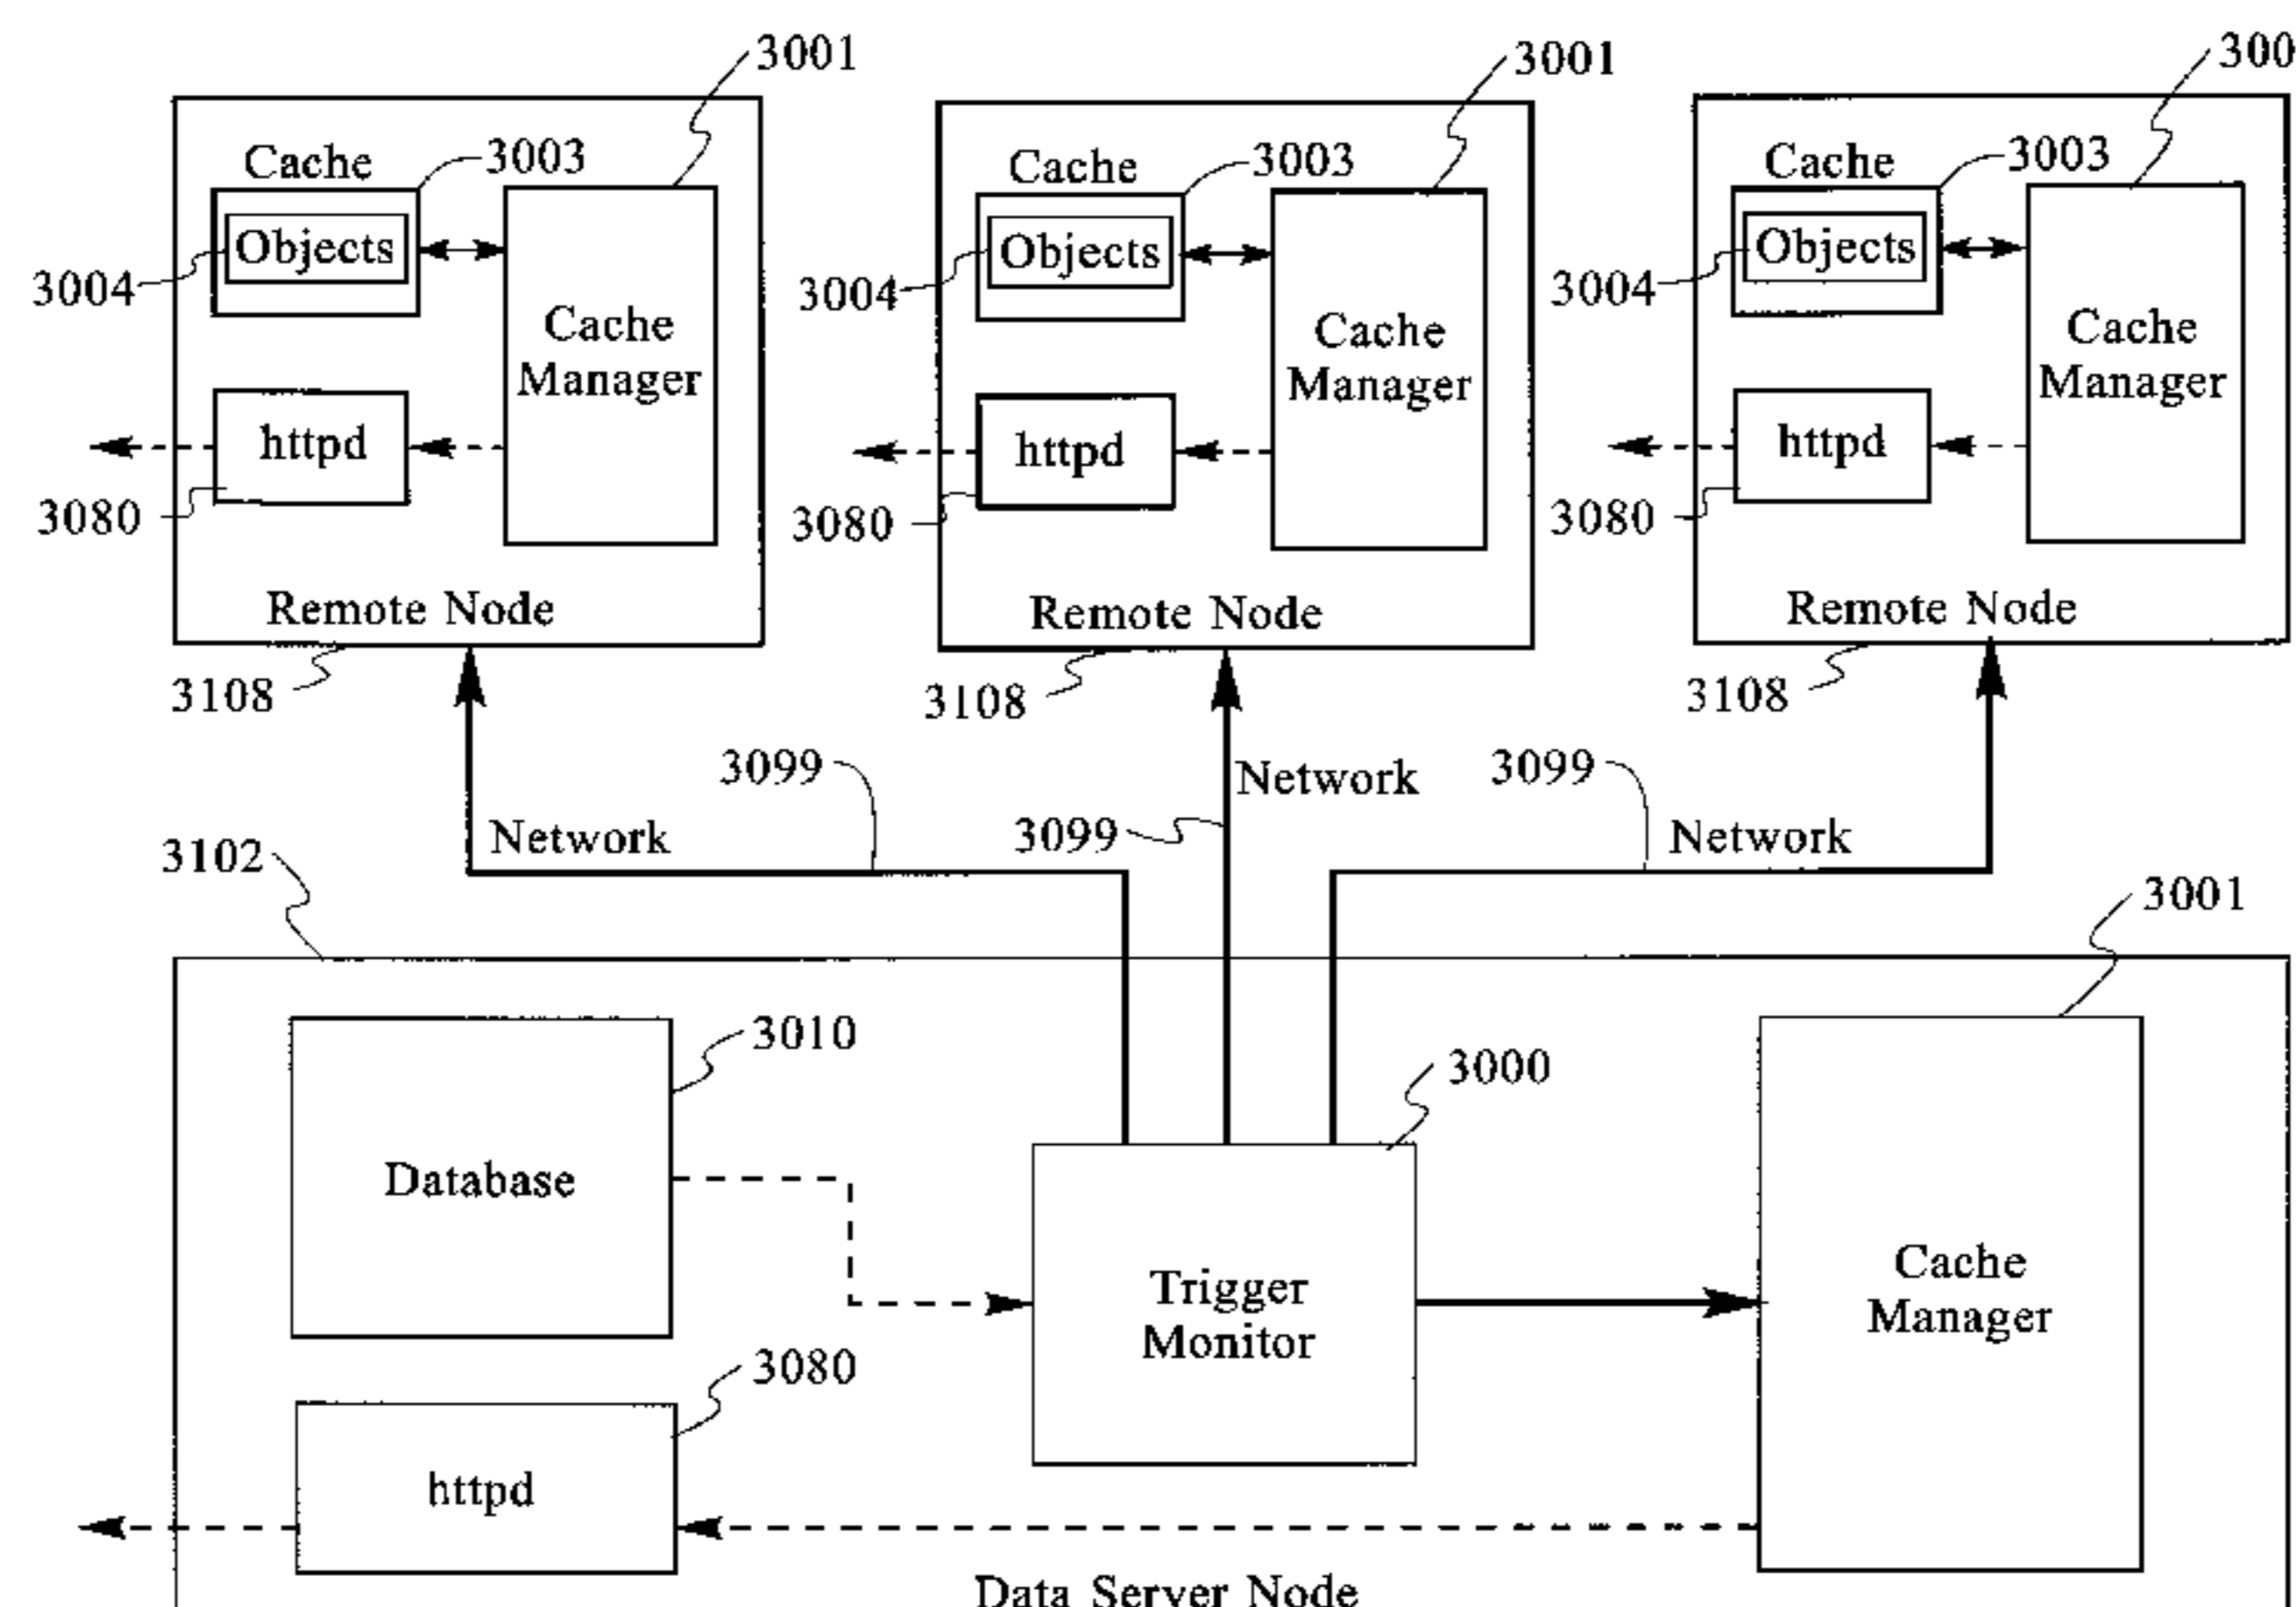 3001
3001
300
Cache
3003
Cache
3003
Cache
3003
Objects
Objects
Objects
3004
3004
3004
Cache
Manager
Cache
Manager
Cache
Manager
httpd
httpd
httpd
3080
3080
3080
Remote Node
Remote Node
Remote Node
3108
3108
3108
3099
Network
3099
Network
3099
Network
3102
3001
3010
3000
Database
Trigger
Monitor
Cache
Manager
3080
httpd
Data Server Node